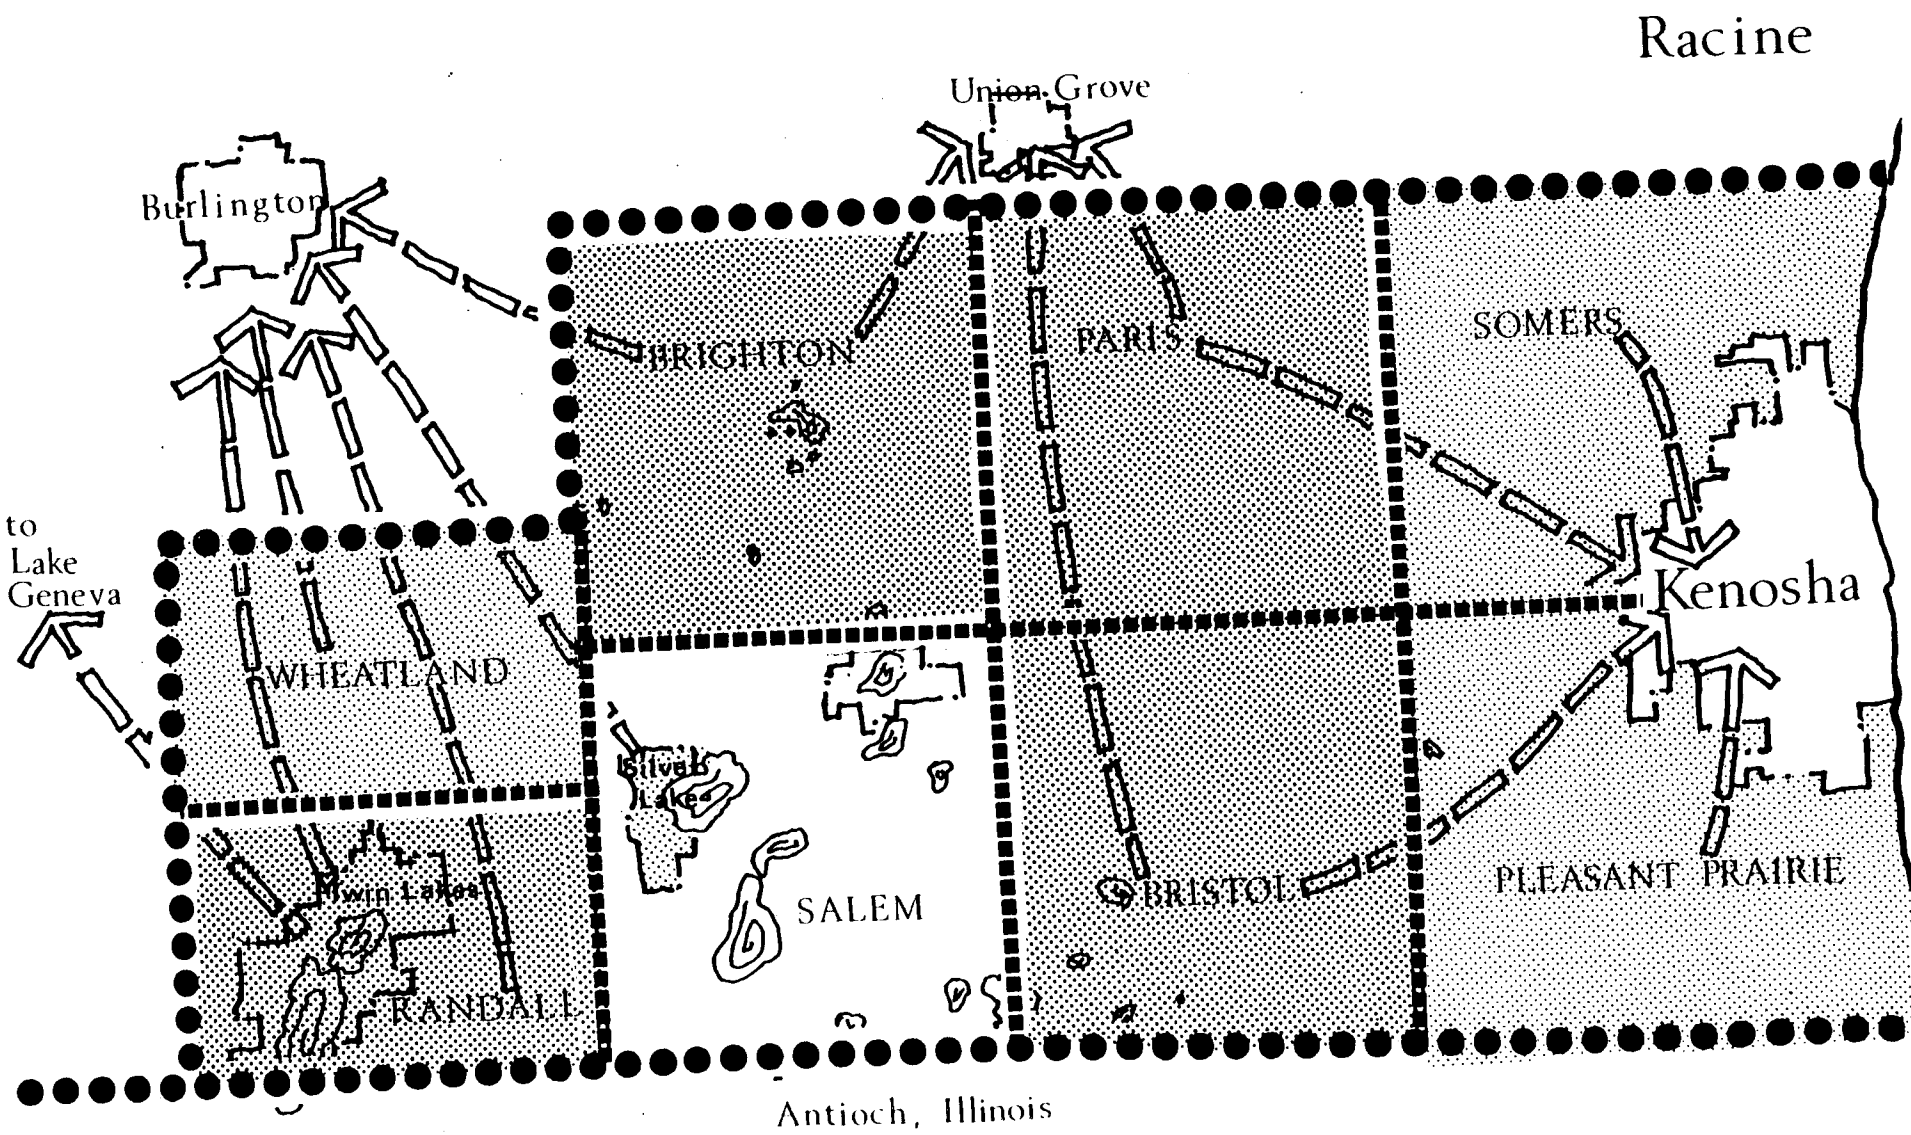 Racine
Union Grove
Burlington
SOMERS
PARIS
BRIGHTON
to
Lake
Geneva
Kenosha
WHEATLAND
Silver
Lake
PLEASANT PRAIRIE
Twin Lakes
BRISTOL
SALEM
RANDALL
Antioch, Illinois